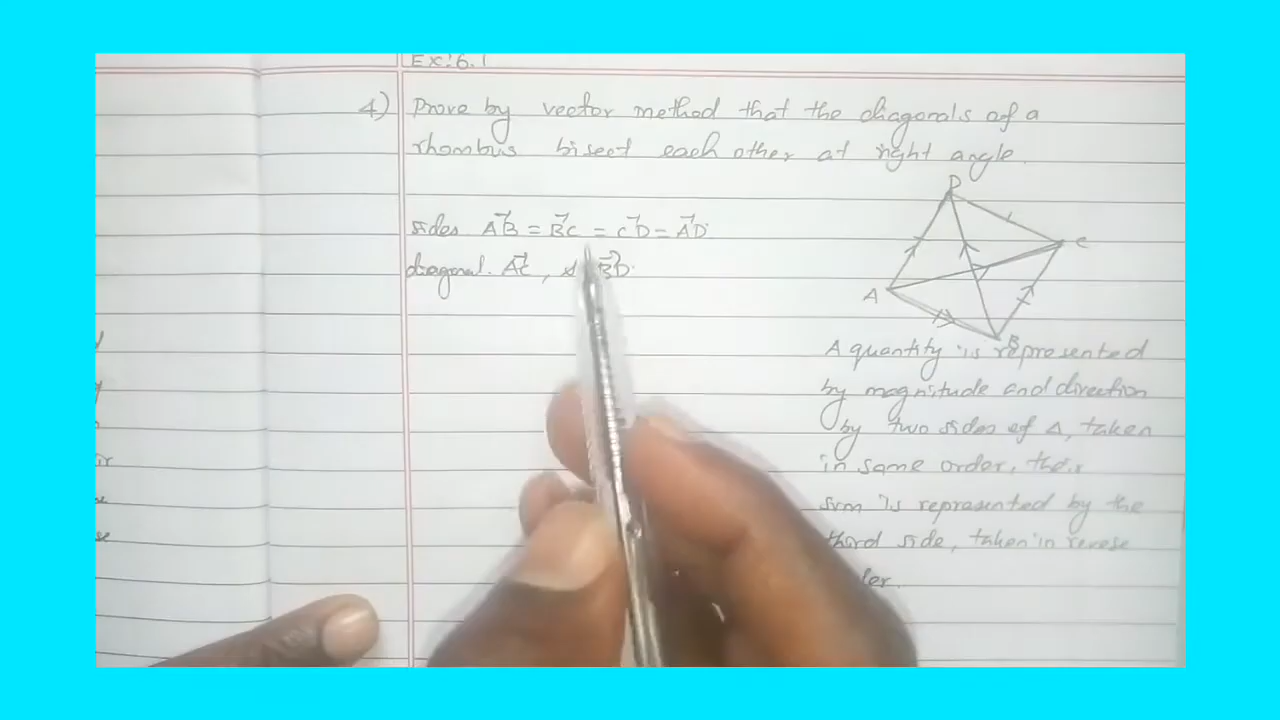 Ex:6.1
4) Prove by vector method that the diagonals of a
rhombus bisect each other at right angle.
sides. AB = BC = CD = AD.
diagonal. AC, BD.
D
C
A
B
A quantity is represented
by magnitude and direction
by two sides of Δ, taken
in same order, their
sum is represented by the
third side, taken in revese